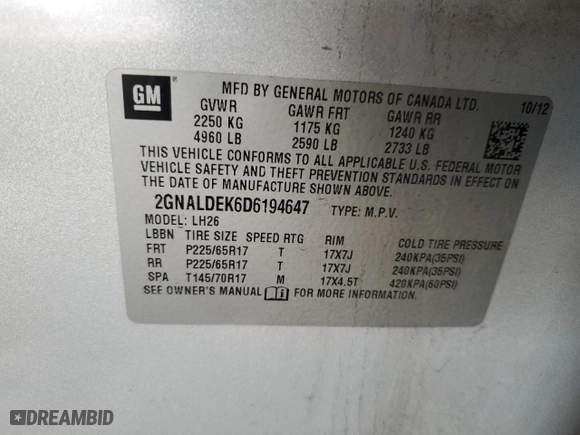 GM
MFD BY GENERAL MOTORS OF CANADA LTD. 10/12
GVWR GAWR FRT GAWR RR
2250 KG 1175 KG 1240 KG
4960 LB 2590 LB 2733 LB
THIS VEHICLE CONFORMS TO ALL APPLICABLE U.S. FEDERAL MOTOR
VEHICLE SAFETY AND THEFT PREVENTION STANDARDS IN EFFECT ON
THE DATE OF MANUFACTURE SHOWN ABOVE.
2GNALDEK6D6194647 TYPE: M.P.V.
MODEL: LH26
LBBN TIRE SIZE SPEED RTG RIM COLD TIRE PRESSURE
FRT P225/65R17 T 17X7J 240KPA(35PSI)
RR P225/65R17 T 17X7J 240KPA(35PSI)
SPA T145/70R17 M 17X4.5T 420KPA(60PSI)
SEE OWNER'S MANUAL FOR MORE INFORMATION.
DREAMBID